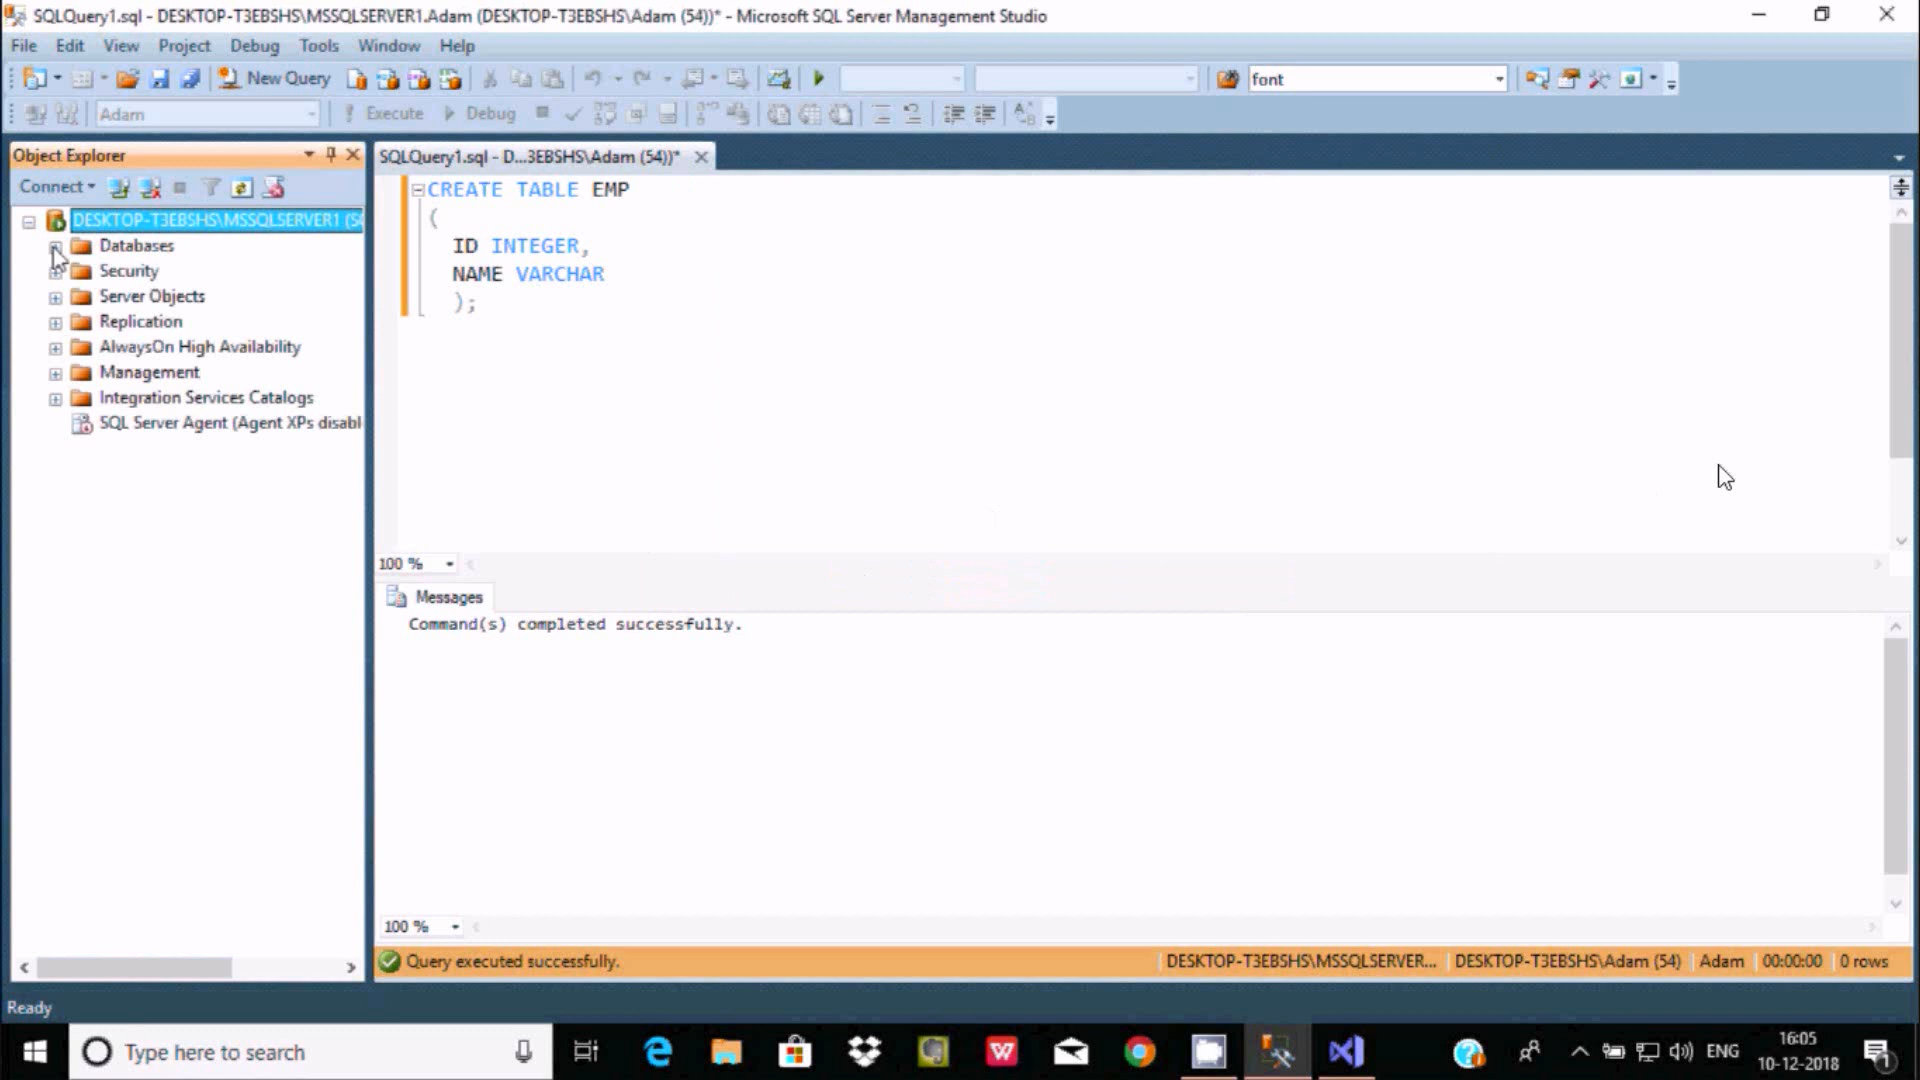 SQLQuery1.sql - DESKTOP-T3EBSHS\MSSQLSERVER1.Adam (DESKTOP-T3EBSHS\Adam (54))* - Microsoft SQL Server Management Studio
File Edit View Project Debug Tools Window Help
New Query font
Adam Execute Debug
Object Explorer
SQLQuery1.sql - D...3EBSHS\Adam (54))*
Connect
DESKTOP-T3EBSHS\MSSQLSERVER1 (S
Databases
Security
Server Objects
Replication
AlwaysOn High Availability
Management
Integration Services Catalogs
SQL Server Agent (Agent XPs disabl
CREATE TABLE EMP
(
ID INTEGER,
NAME VARCHAR
);
100 %
Messages
Command(s) completed successfully.
100 %
Query executed successfully. DESKTOP-T3EBSHS\MSSQLSERVER... DESKTOP-T3EBSHS\Adam (54) Adam 00:00:00 0 rows
Ready
Type here to search
ENG
16:05
10-12-2018
1